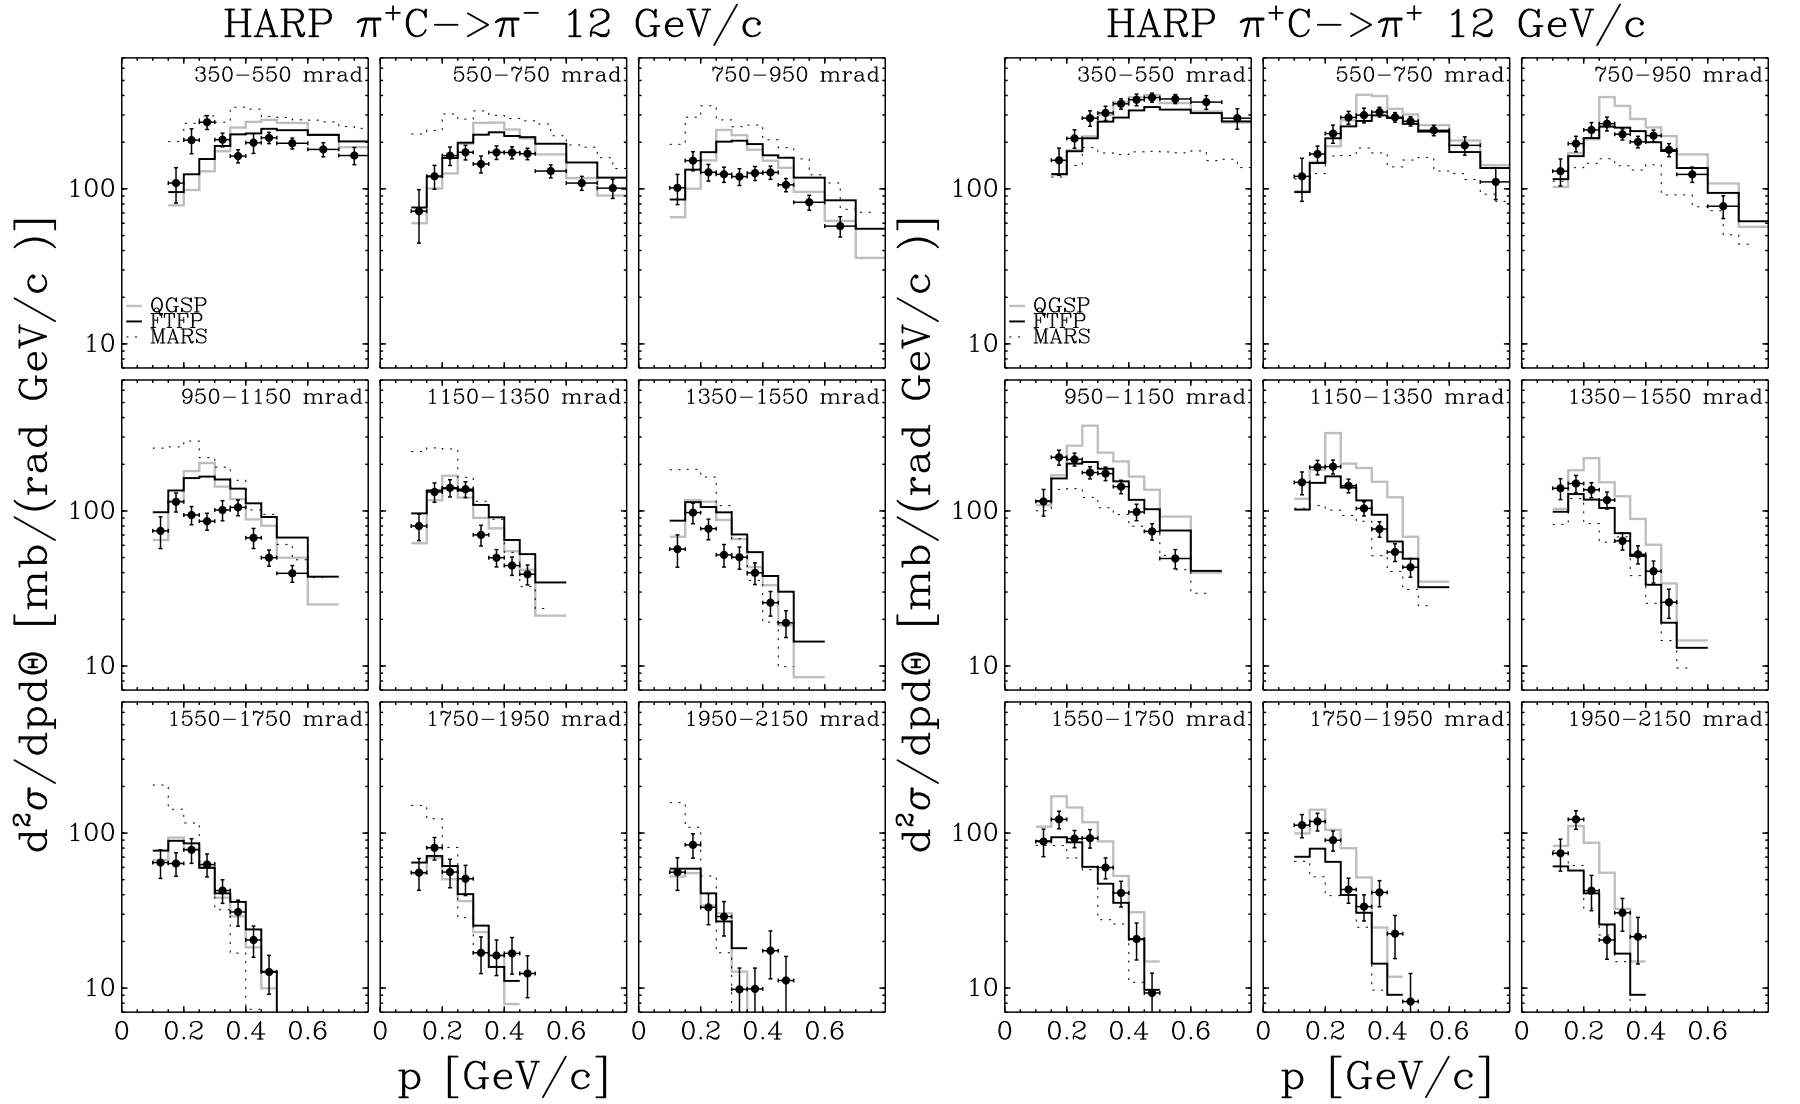 HARP π⁺C−>π⁻ 12 GeV/c
350−550 mrad
550−750 mrad
750−950 mrad
100
10
QGSP
FTFP
MARS
950−1150 mrad
1150−1350 mrad
1350−1550 mrad
100
10
1550−1750 mrad
1750−1950 mrad
1950−2150 mrad
100
10
0 0.2 0.4 0.6
0 0.2 0.4 0.6
0 0.2 0.4 0.6
d²σ/dpdΘ [mb/(rad GeV/c )]
p [GeV/c]
HARP π⁺C−>π⁺ 12 GeV/c
350−550 mrad
550−750 mrad
750−950 mrad
100
10
QGSP
FTFP
MARS
950−1150 mrad
1150−1350 mrad
1350−1550 mrad
100
10
1550−1750 mrad
1750−1950 mrad
1950−2150 mrad
100
10
0 0.2 0.4 0.6
0 0.2 0.4 0.6
0 0.2 0.4 0.6
d²σ/dpdΘ [mb/(rad GeV/c )]
p [GeV/c]